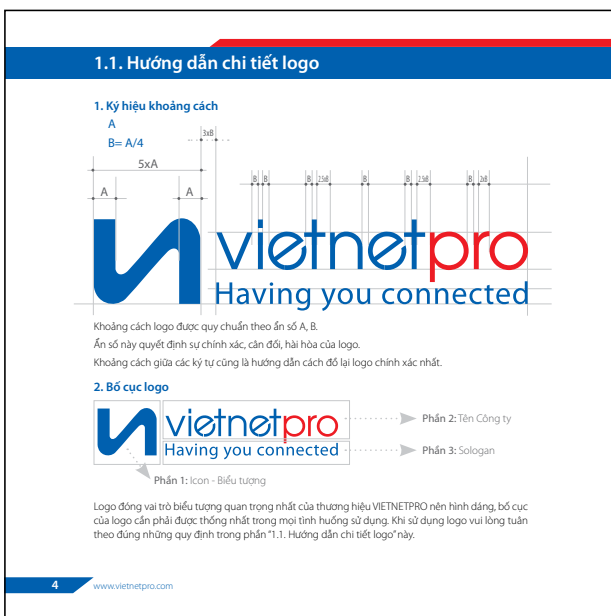 1.1. Hướng dẫn chi tiết logo
1. Ký hiệu khoảng cách
A
B= A/4
3xB
5xA
A
A
B
B
B
B
2.5B
B
B
B
2.5B
B
B
2xB
vietnetpro
Having you connected
Khoảng cách logo được quy chuẩn theo ẩn số A, B.
Ẩn số này quyết định sự chính xác, cân đối, hài hòa của logo.
Khoảng cách giữa các ký tự cũng là hướng dẫn cách đồ lại logo chính xác nhất.
2. Bố cục logo
vietnetpro
Having you connected
Phần 2: Tên Công ty
Phần 3: Sologan
Phần 1: Icon - Biểu tượng
Logo đóng vai trò biểu tượng quan trọng nhất của thương hiệu VIETNETPRO nên hình dáng, bố cục
của logo cần phải được thống nhất trong mọi tình huống sử dụng. Khi sử dụng logo vui lòng tuân
theo đúng những quy định trong phần “1.1. Hướng dẫn chi tiết logo” này.
4
www.vietnetpro.com